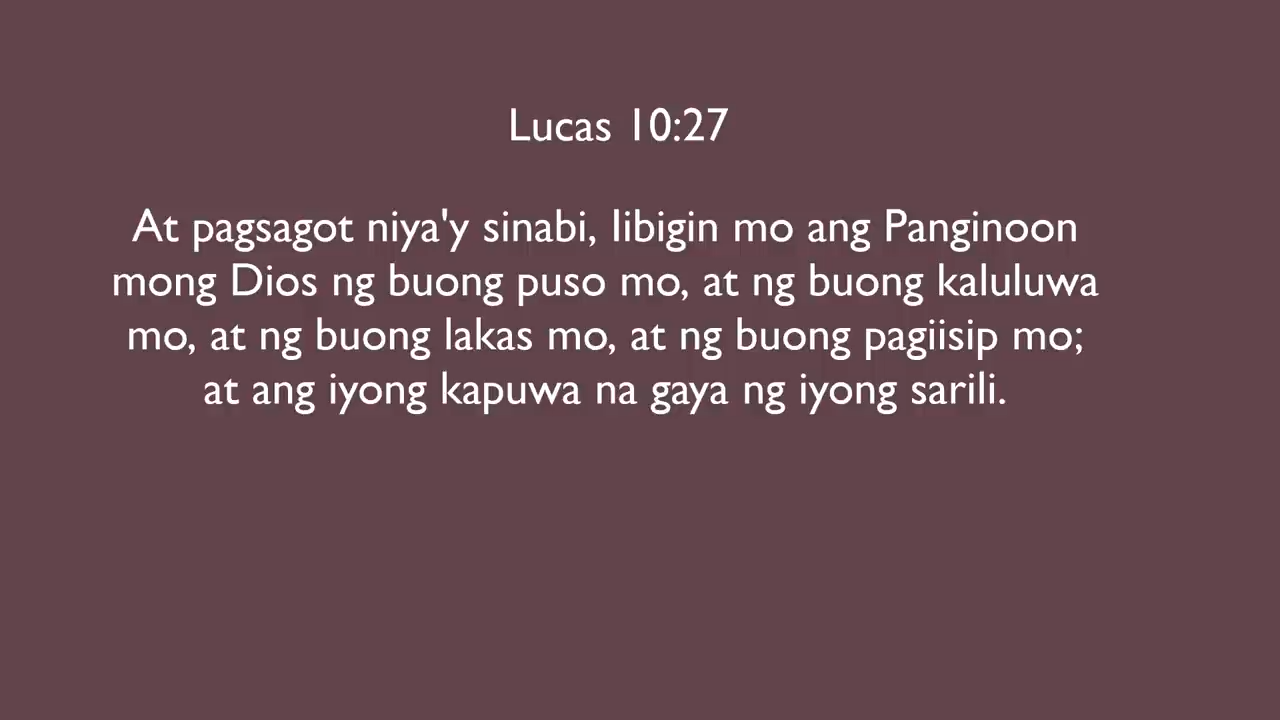 Lucas 10:27
At pagsagot niya'y sinabi, Iibigin mo ang Panginoon
mong Dios ng buong puso mo, at ng buong kaluluwa
mo, at ng buong lakas mo, at ng buong pagiisip mo;
at ang iyong kapuwa na gaya ng iyong sarili.